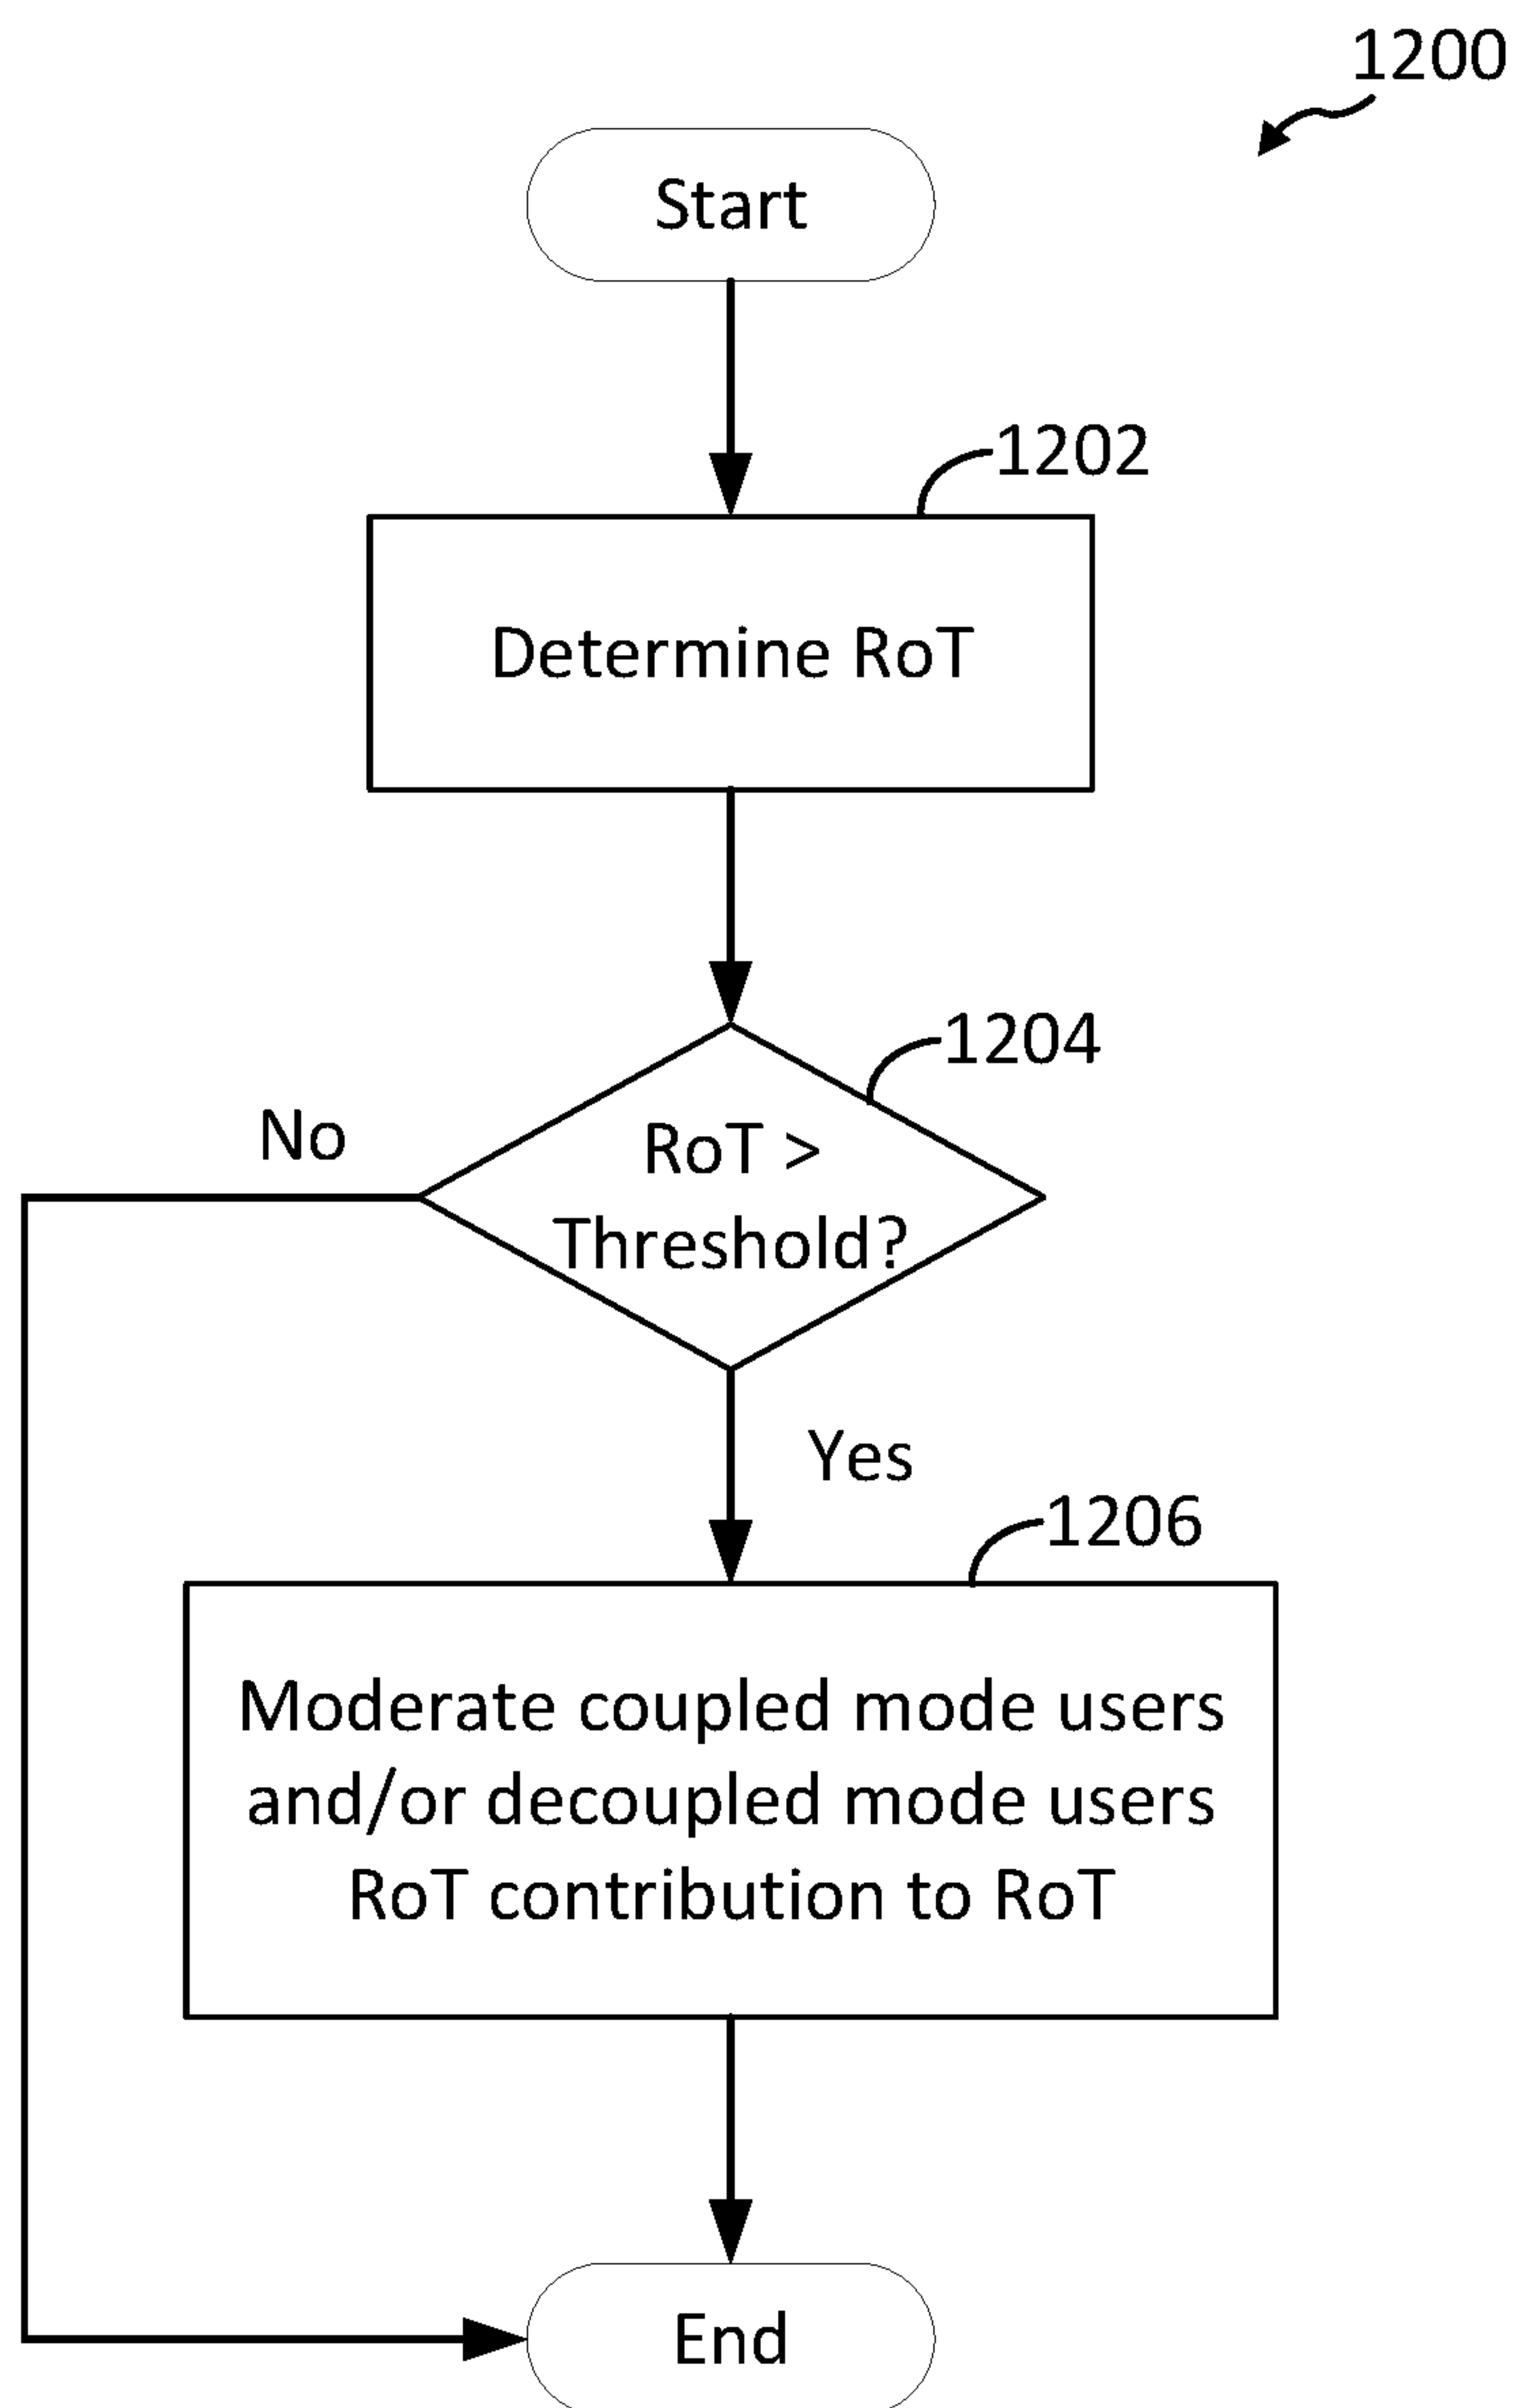 1200
Start
1202
Determine RoT
1204
No
RoT >
Threshold?
Yes
1206
Moderate coupled mode users
and/or decoupled mode users
RoT contribution to RoT
End